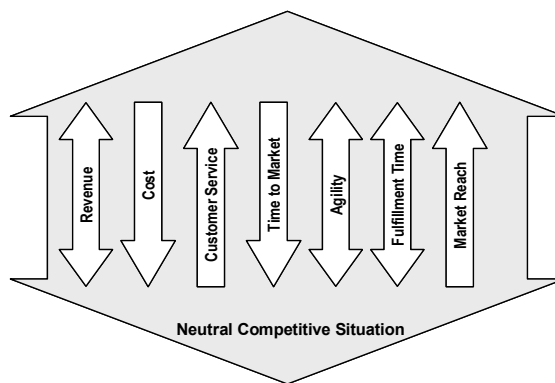 Revenue
Cost
Customer Service
Time to Market
Agility
Fulfillment Time
Market Reach
Neutral Competitive Situation